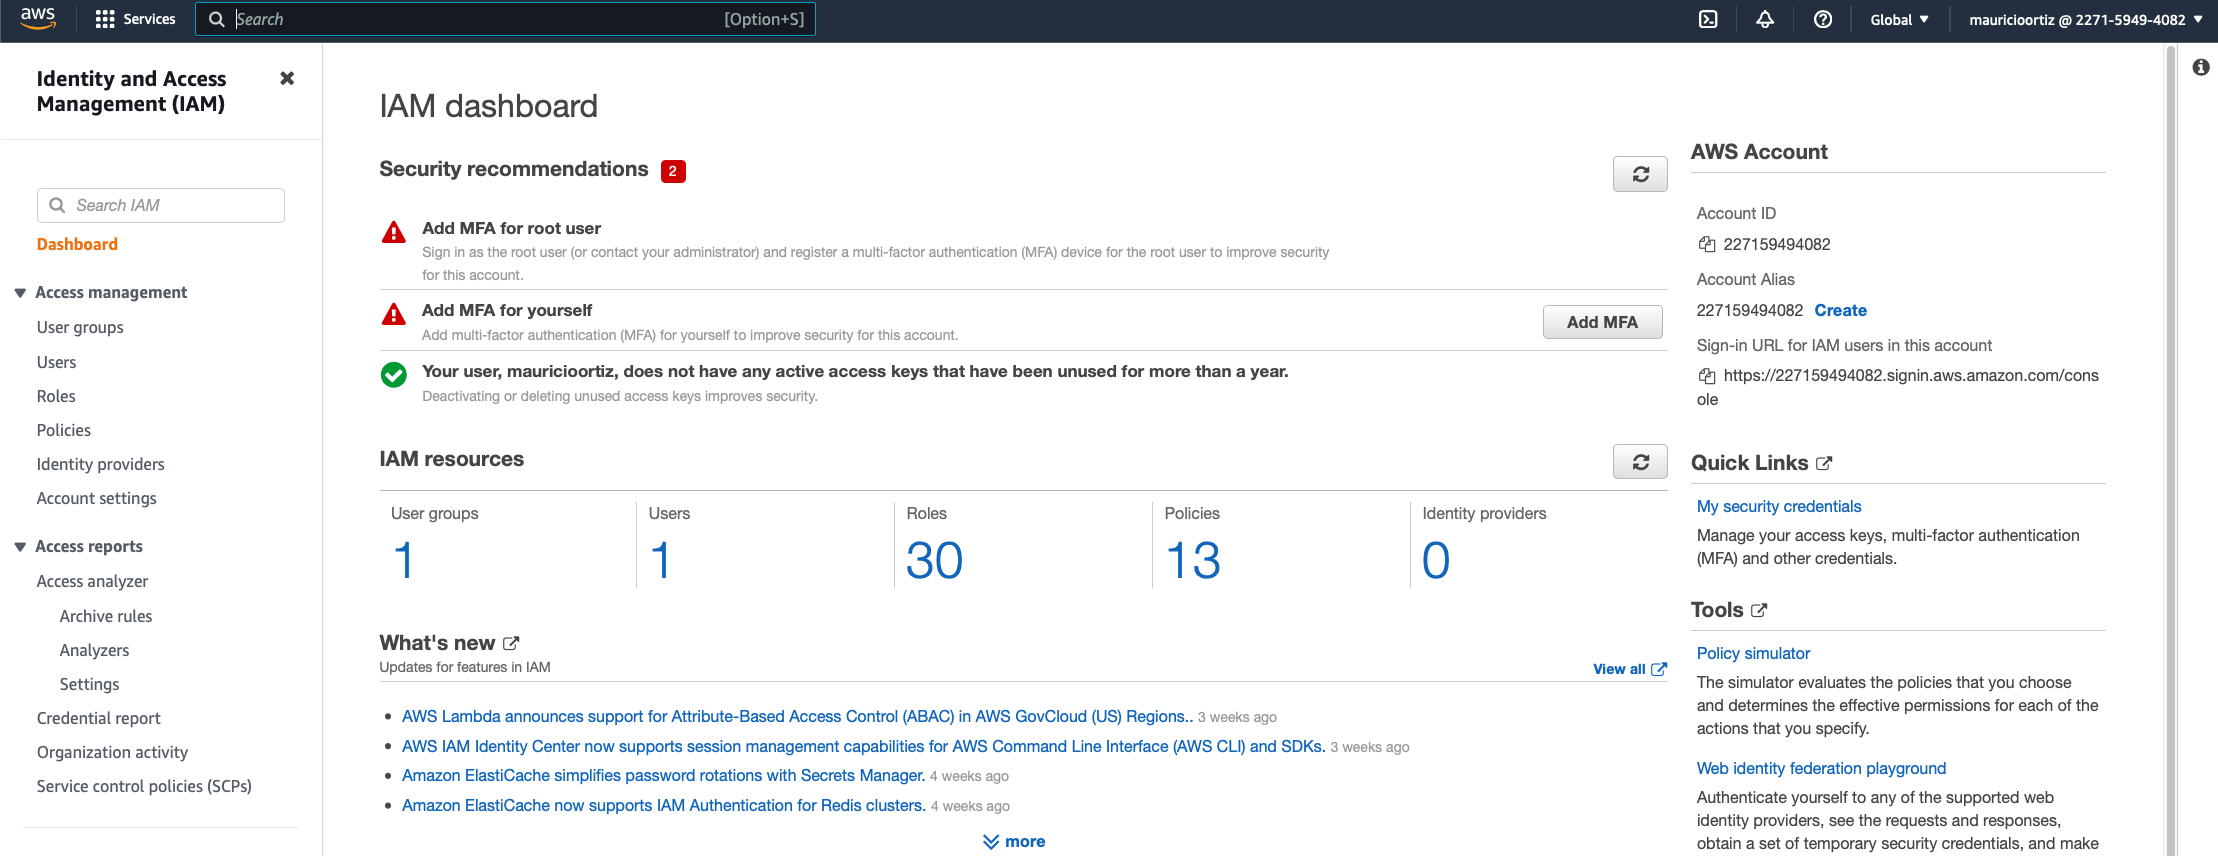 aws
Services
Search
[Option+S]
Global ▼
mauricioortiz @ 2271-5949-4082 ▼
Identity and Access
Management (IAM)
Search IAM
Dashboard
Access management
User groups
Users
Roles
Policies
Identity providers
Account settings
Access reports
Access analyzer
Archive rules
Analyzers
Settings
Credential report
Organization activity
Service control policies (SCPs)
IAM dashboard
Security recommendations 2
Add MFA for root user
Sign in as the root user (or contact your administrator) and register a multi-factor authentication (MFA) device for the root user to improve security
for this account.
Add MFA for yourself
Add multi-factor authentication (MFA) for yourself to improve security for this account.
Add MFA
Your user, mauricioortiz, does not have any active access keys that have been unused for more than a year.
Deactivating or deleting unused access keys improves security.
IAM resources
User groups
1
Users
1
Roles
30
Policies
13
Identity providers
0
What's new
Updates for features in IAM
View all
• AWS Lambda announces support for Attribute-Based Access Control (ABAC) in AWS GovCloud (US) Regions.. 3 weeks ago
• AWS IAM Identity Center now supports session management capabilities for AWS Command Line Interface (AWS CLI) and SDKs. 3 weeks ago
• Amazon ElastiCache simplifies password rotations with Secrets Manager. 4 weeks ago
• Amazon ElastiCache now supports IAM Authentication for Redis clusters. 4 weeks ago
more
AWS Account
Account ID
227159494082
Account Alias
227159494082 Create
Sign-in URL for IAM users in this account
https://227159494082.signin.aws.amazon.com/cons
ole
Quick Links
My security credentials
Manage your access keys, multi-factor authentication
(MFA) and other credentials.
Tools
Policy simulator
The simulator evaluates the policies that you choose
and determines the effective permissions for each of the
actions that you specify.
Web identity federation playground
Authenticate yourself to any of the supported web
identity providers, see the requests and responses,
obtain a set of temporary security credentials, and make